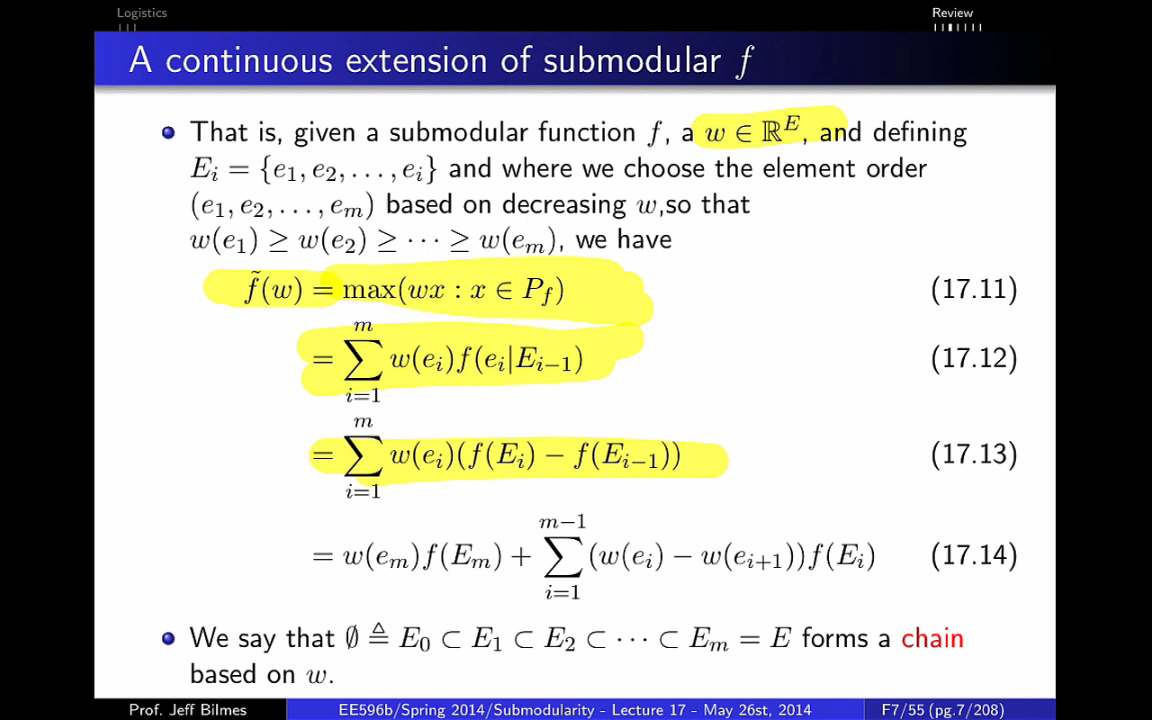 Logistics Review
A continuous extension of submodular f
That is, given a submodular function f, a w ∈ ℝ^E, and defining
E_i = {e_1, e_2, . . . , e_i} and where we choose the element order
(e_1, e_2, . . . , e_m) based on decreasing w,so that
w(e_1) ≥ w(e_2) ≥ · · · ≥ w(e_m), we have
f̃(w) = max(wx : x ∈ P_f) (17.11)
= ∑_{i=1}^{m} w(e_i)f(e_i|E_{i−1}) (17.12)
= ∑_{i=1}^{m} w(e_i)(f(E_i) − f(E_{i−1})) (17.13)
= w(e_m)f(E_m) + ∑_{i=1}^{m−1} (w(e_i) − w(e_{i+1}))f(E_i) (17.14)
We say that ∅ ≜ E_0 ⊂ E_1 ⊂ E_2 ⊂ · · · ⊂ E_m = E forms a chain
based on w.
Prof. Jeff Bilmes EE596b/Spring 2014/Submodularity - Lecture 17 - May 26st, 2014 F7/55 (pg.7/208)